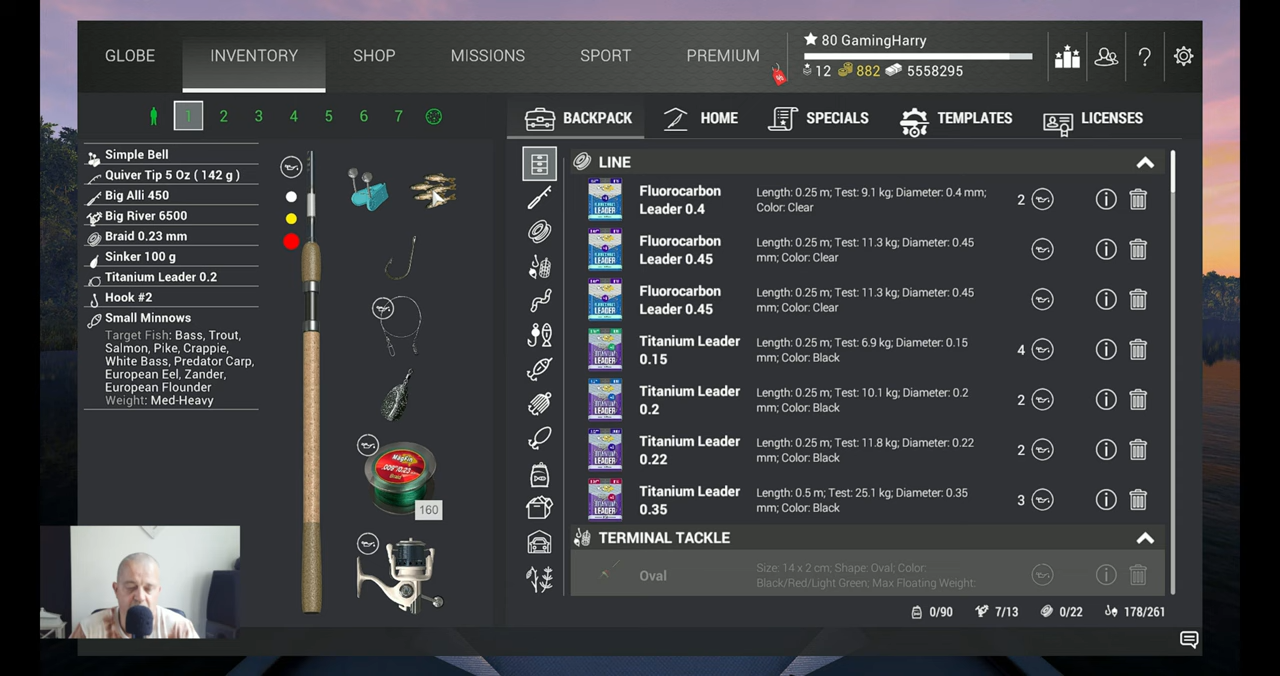 GLOBE
INVENTORY
SHOP
MISSIONS
SPORT
PREMIUM
80 GamingHarry
12 882 5558295
1 2 3 4 5 6 7
BACKPACK
HOME
SPECIALS
TEMPLATES
LICENSES
Simple Bell
Quiver Tip 5 Oz ( 142 g )
Big Alli 450
Big River 6500
Braid 0.23 mm
Sinker 100 g
Titanium Leader 0.2
Hook #2
Small Minnows
Target Fish: Bass, Trout,
Salmon, Pike, Crappie,
White Bass, Predator Carp,
European Eel, Zander,
European Flounder
Weight: Med-Heavy
160
LINE
Fluorocarbon
Leader 0.4
Length: 0.25 m; Test: 9.1 kg; Diameter: 0.4 mm;
Color: Clear
2
Fluorocarbon
Leader 0.45
Length: 0.25 m; Test: 11.3 kg; Diameter: 0.45
mm; Color: Clear
Fluorocarbon
Leader 0.45
Length: 0.25 m; Test: 11.3 kg; Diameter: 0.45
mm; Color: Clear
Titanium Leader
0.15
Length: 0.25 m; Test: 6.9 kg; Diameter: 0.15
mm; Color: Black
4
Titanium Leader
0.2
Length: 0.25 m; Test: 10.1 kg; Diameter: 0.2
mm; Color: Black
2
Titanium Leader
0.22
Length: 0.25 m; Test: 11.8 kg; Diameter: 0.22
mm; Color: Black
2
Titanium Leader
0.35
Length: 0.5 m; Test: 25.1 kg; Diameter: 0.35
mm; Color: Black
3
TERMINAL TACKLE
Oval
Size: 14 x 2 cm; Shape: Oval; Color:
Black/Red/Light Green; Max Floating Weight:
0/90 7/13 0/22 178/261